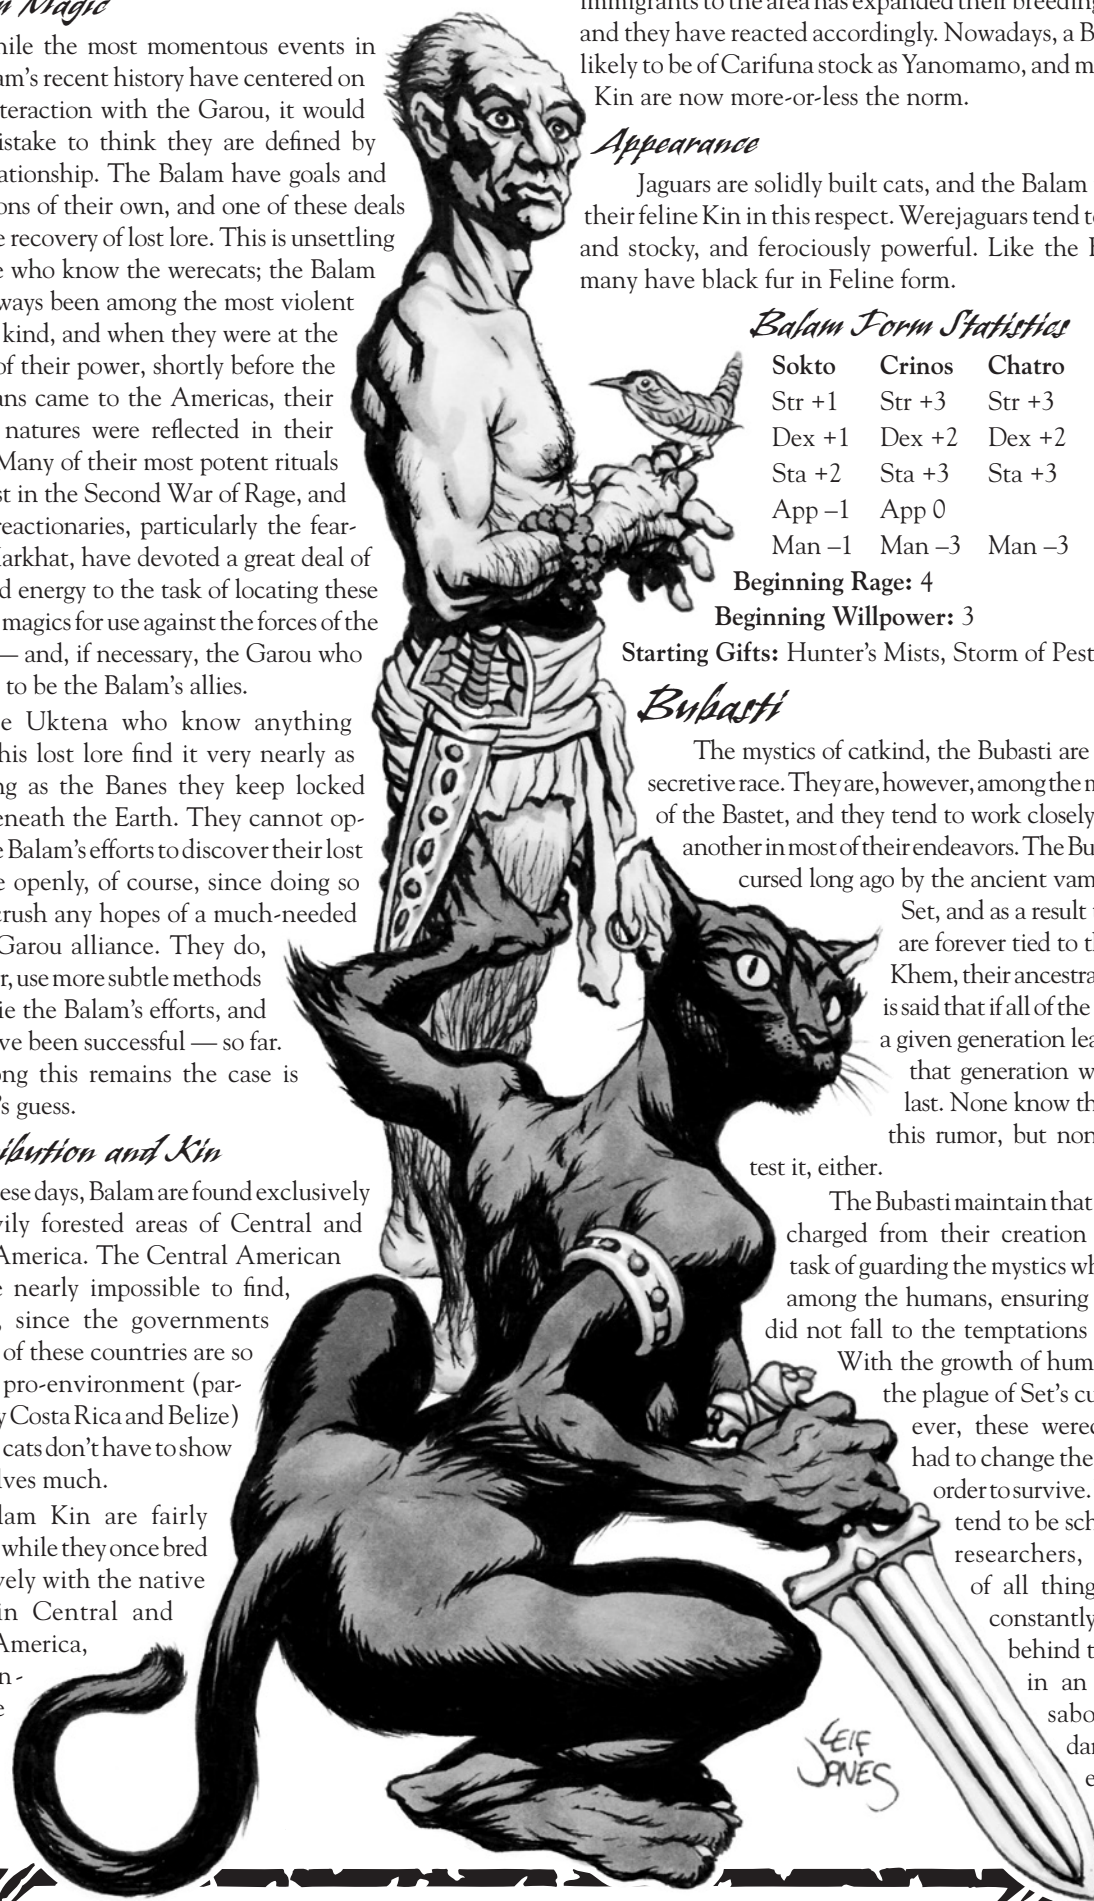 Magic
hile the most momentous events in
am's recent history have centered on
teraction with the Garou, it would
istake to think they are defined by
ationship. The Balam have goals and
ons of their own, and one of these deals
e recovery of lost lore. This is unsettling
e who know the werecats; the Balam
ways been among the most violent
kind, and when they were at the
of their power, shortly before the
ans came to the Americas, their
natures were reflected in their
Many of their most potent rituals
st in the Second War of Rage, and
reactionaries, particularly the fear-
arkhat, have devoted a great deal of
d energy to the task of locating these
magics for use against the forces of the
— and, if necessary, the Garou who
to be the Balam's allies.
e Uktena who know anything
his lost lore find it very nearly as
ng as the Banes they keep locked
eneath the Earth. They cannot op-
e Balam's efforts to discover their lost
e openly, of course, since doing so
crush any hopes of a much-needed
Garou alliance. They do,
r, use more subtle methods
ie the Balam's efforts, and
ve been successful — so far.
ong this remains the case is
's guess.
ibution and Kin
ese days, Balam are found exclusively
vily forested areas of Central and
America. The Central American
e nearly impossible to find,
, since the governments
of these countries are so
pro-environment (par-
y Costa Rica and Belize)
cats don't have to show
lves much.
lam Kin are fairly
while they once bred
vely with the native
in Central and
America,
n-
e
immigrants to the area has expanded their breeding
and they have reacted accordingly. Nowadays, a B
likely to be of Carifuna stock as Yanomamo, and m
Kin are now more-or-less the norm.
Appearance
Jaguars are solidly built cats, and the Balam
their feline Kin in this respect. Werejaguars tend to
and stocky, and ferociously powerful. Like the B
many have black fur in Feline form.
Balam Form Statistics
Sokto Crinos Chatro
Str +1 Str +3 Str +3
Dex +1 Dex +2 Dex +2
Sta +2 Sta +3 Sta +3
App –1 App 0
Man –1 Man –3 Man –3
Beginning Rage: 4
Beginning Willpower: 3
Starting Gifts: Hunter's Mists, Storm of Pest
Bubasti
The mystics of catkind, the Bubasti are
secretive race. They are, however, among the m
of the Bastet, and they tend to work closely
another in most of their endeavors. The Bu
cursed long ago by the ancient vam
Set, and as a result t
are forever tied to th
Khem, their ancestra
is said that if all of the
a given generation lea
that generation w
last. None know th
this rumor, but non
test it, either.
The Bubasti maintain that
charged from their creation
task of guarding the mystics wh
among the humans, ensuring
did not fall to the temptations
With the growth of hum
the plague of Set's cu
ever, these werec
had to change the
order to survive.
tend to be sch
researchers,
of all thing
constantly
behind t
in an
sabo
dar
e
LEIF
JONES